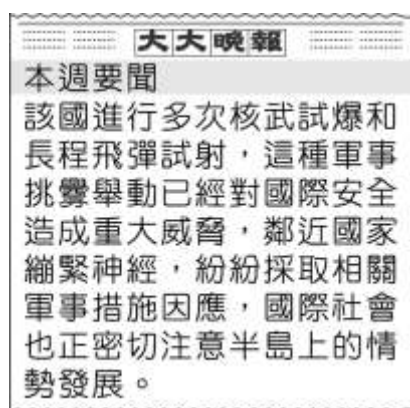 大大晚報
本週要聞
該國進行多次核武試爆和
長程飛彈試射，這種軍事
挑釁舉動已經對國際安全
造成重大威脅，鄰近國家
繃緊神經，紛紛採取相關
軍事措施因應，國際社會
也正密切注意半島上的情
勢發展。